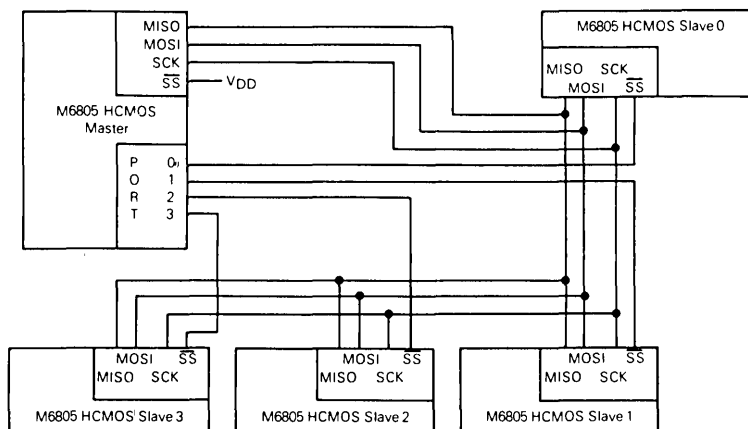 MISO
MOSI
SCK
SS
VDD
M6805 HCMOS
Master
P 0
O 1
R 2
T 3
M6805 HCMOS Slave 0
MISO SCK
MOSI SS
MOSI SS
MISO SCK
M6805 HCMOS Slave 3
MOSI SS
MISO SCK
M6805 HCMOS Slave 2
MOSI SS
MISO SCK
M6805 HCMOS Slave 1